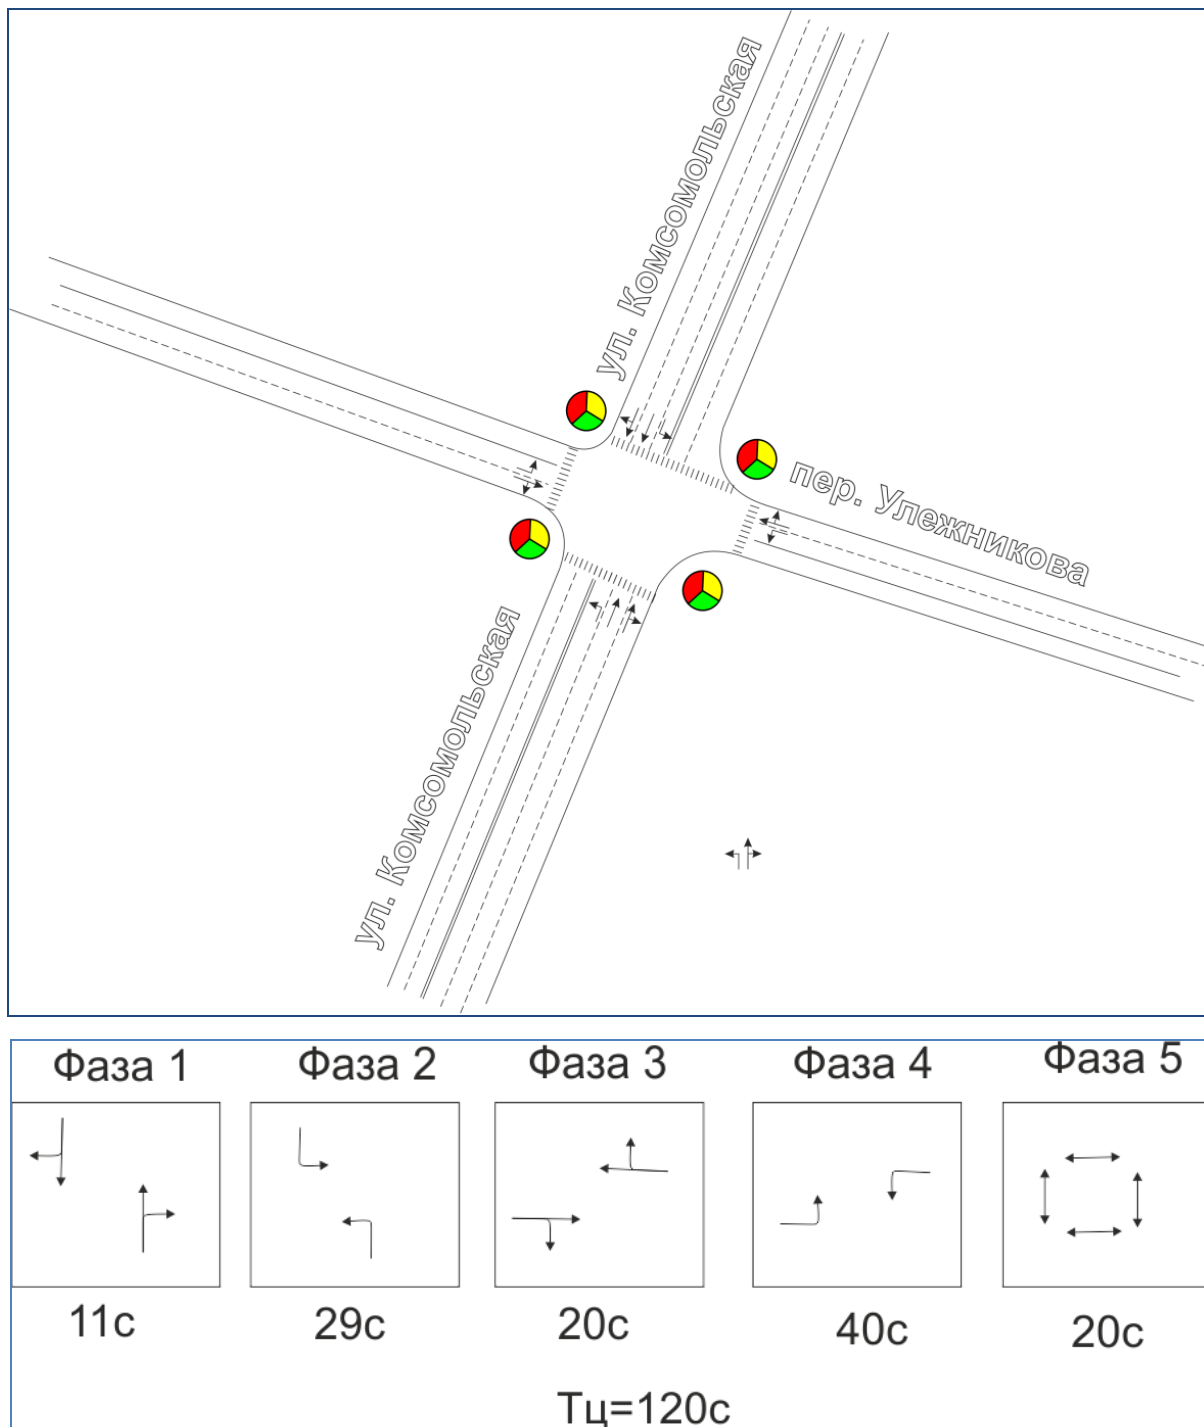 ул. Комсомольская
пер. Улежникова
ул. Комсомольская
Фаза 1
Фаза 2
Фаза 3
Фаза 4
Фаза 5
11с
29с
20с
40с
20с
Тц=120с